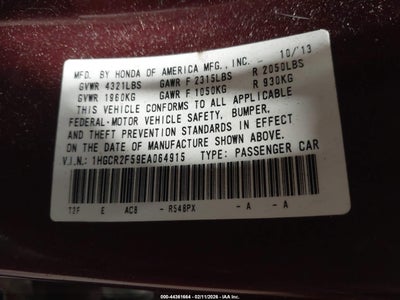 MFD. BY HONDA OF AMERICA MFG., INC. 10/'13
GVWR 4321LBS GAWR F 2315LBS R 2050LBS
GVWR 1960KG GAWR F 1050KG R 930KG
THIS VEHICLE CONFORMS TO ALL APPLICABLE
FEDERAL-MOTOR VEHICLE SAFETY, BUMPER,
AND THEFT PREVENTION STANDARDS IN EFFECT
ON THE DATE OF MANUFACTURE SHOWN ABOVE.
V.I.N.: 1HGCR2F58EA064915 TYPE: PASSENGER CAR
T2F E AC8 - R548PX - A - A
000-44361664 - 02/11/2026 - IAA Inc.